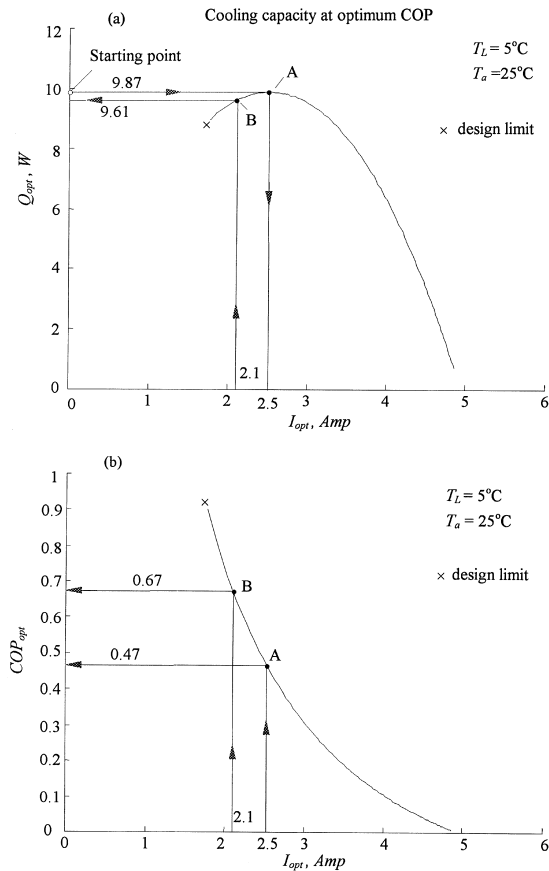 (a) Cooling capacity at optimum COP
12
T_L = 5°C
Starting point
T_a =25°C
A
10
9.87
9.61
B
× design limit
8
Q_opt , W
6
4
2
2.1
0
0 1 2 2.5 3 4 5 6
I_opt , Amp
(b)
1
T_L = 5°C
0.9
T_a = 25°C
0.8
× design limit
0.7
0.67
B
0.6
COP_opt
0.5
0.47
A
0.4
0.3
0.2
0.1
2.1
0
0 1 2 2.5 3 4 5 6
I_opt , Amp